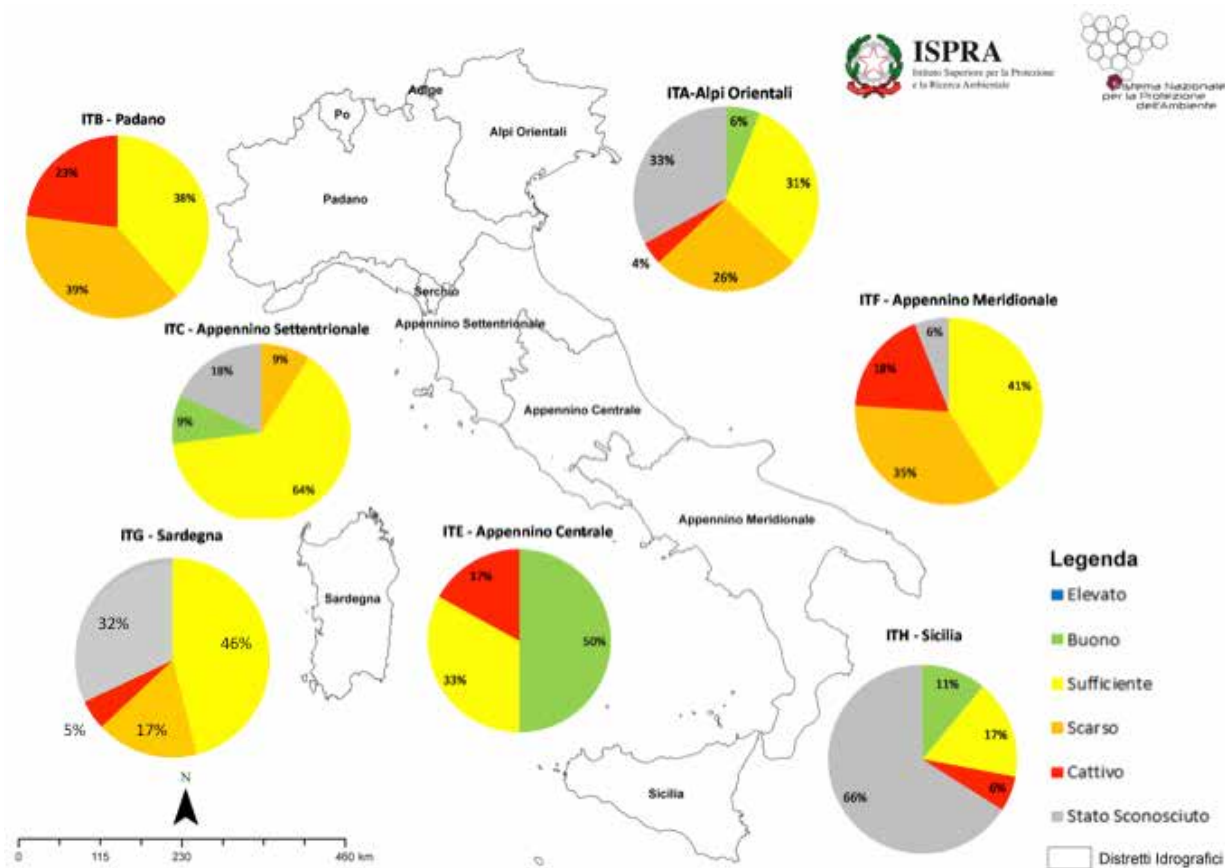 ISPRA
Istituto Superiore per la Protezione
e la Ricerca Ambientale
Sistema Nazionale
per la Protezione
dell'Ambiente
Adige
Po
Alpi Orientali
Padano
Serchio
Appennino Settentrionale
Appennino Centrale
Appennino Meridionale
Sardegna
Sicilia
ITB - Padano
23%
38%
39%
ITA-Alpi Orientali
6%
33%
31%
4%
26%
ITC - Appennino Settentrionale
9%
18%
9%
64%
ITF - Appennino Meridionale
6%
18%
41%
35%
ITG - Sardegna
32%
46%
5%
17%
ITE - Appennino Centrale
17%
50%
33%
ITH - Sicilia
11%
17%
6%
66%
Legenda
Elevato
Buono
Sufficiente
Scarso
Cattivo
Stato Sconosciuto
Distretti Idrografici
N
0 115 230 460 km